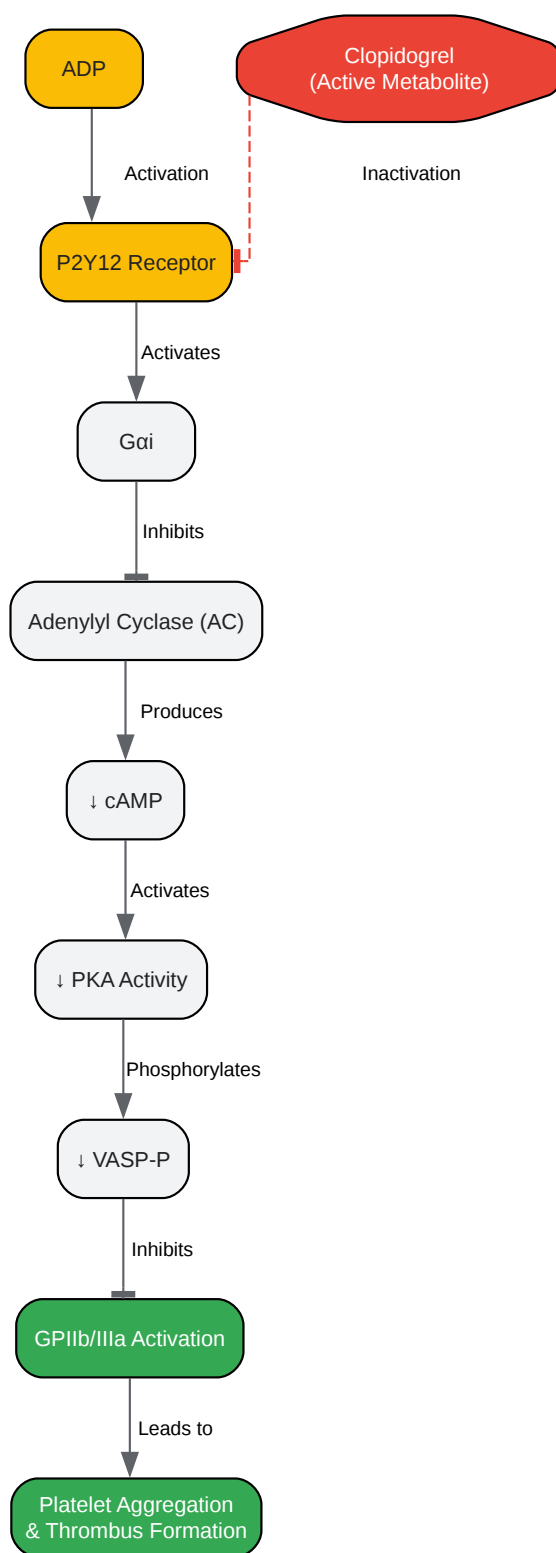 ADP
Clopidogrel
(Active Metabolite)
Activation
Inactivation
P2Y12 Receptor
Activates
Gαi
Inhibits
Adenylyl Cyclase (AC)
Produces
↓ cAMP
Activates
↓ PKA Activity
Phosphorylates
↓ VASP-P
Inhibits
GPIIb/IIIa Activation
Leads to
Platelet Aggregation
& Thrombus Formation